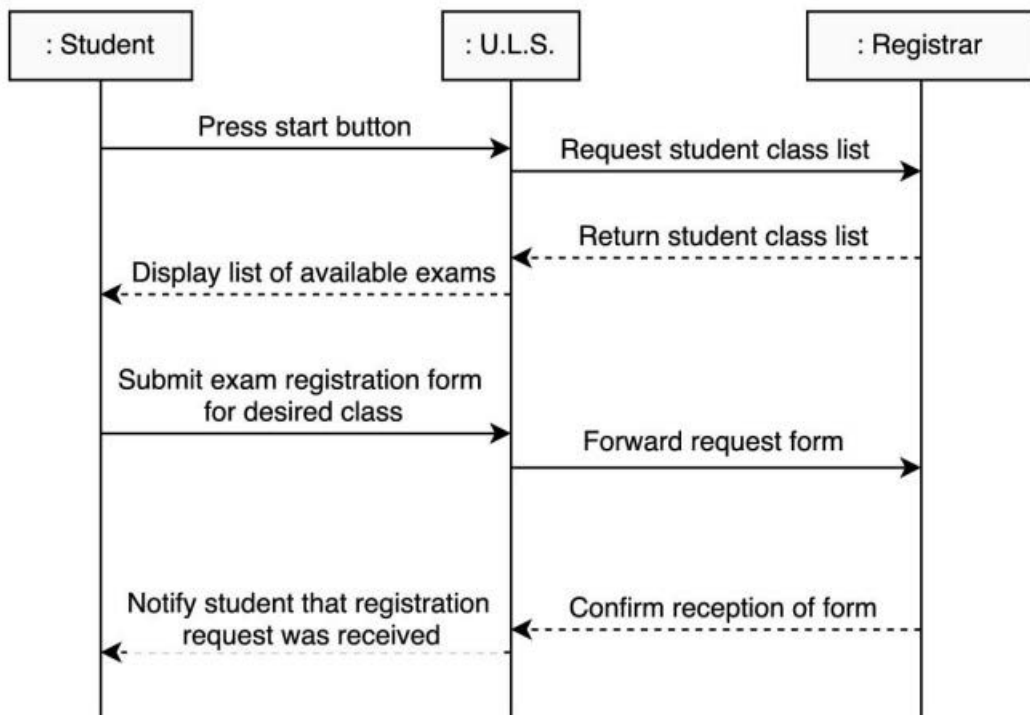 : Student
: U.L.S.
: Registrar
Press start button
Request student class list
Return student class list
Display list of available exams
Submit exam registration form
for desired class
Forward request form
Confirm reception of form
Notify student that registration
request was received